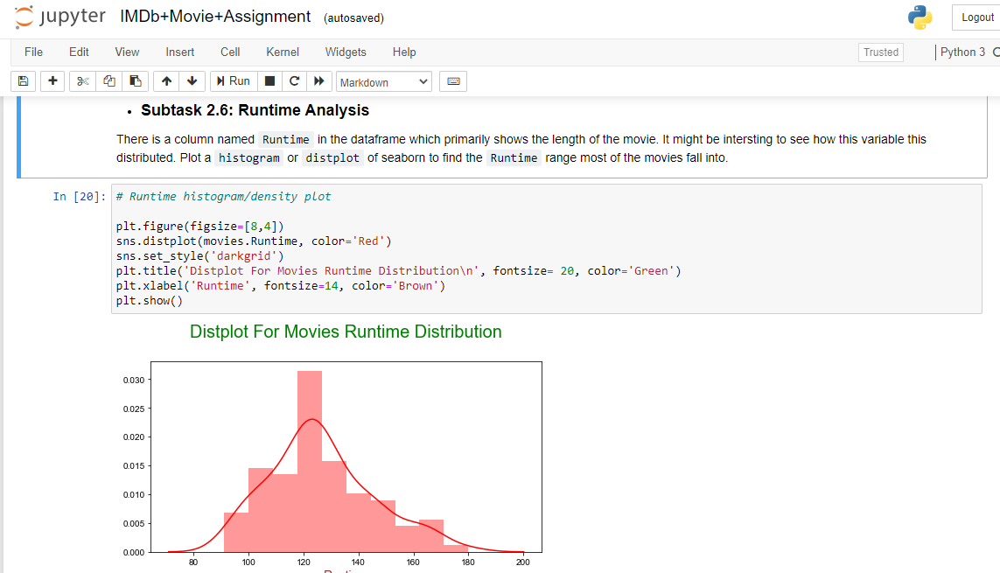 jupyter IMDb+Movie+Assignment (autosaved)
Logout
File Edit View Insert Cell Kernel Widgets Help
Trusted
Python 3
Run
Markdown
• Subtask 2.6: Runtime Analysis
There is a column named Runtime in the dataframe which primarily shows the length of the movie. It might be intersting to see how this variable this
distributed. Plot a histogram or distplot of seaborn to find the Runtime range most of the movies fall into.
In [20]:
# Runtime histogram/density plot
plt.figure(figsize=[8,4])
sns.distplot(movies.Runtime, color='Red')
sns.set_style('darkgrid')
plt.title('Distplot For Movies Runtime Distribution\n', fontsize= 20, color='Green')
plt.xlabel('Runtime', fontsize=14, color='Brown')
plt.show()
Distplot For Movies Runtime Distribution
0.030
0.025
0.020
0.015
0.010
0.005
0.000
80 100 120 140 160 180 200